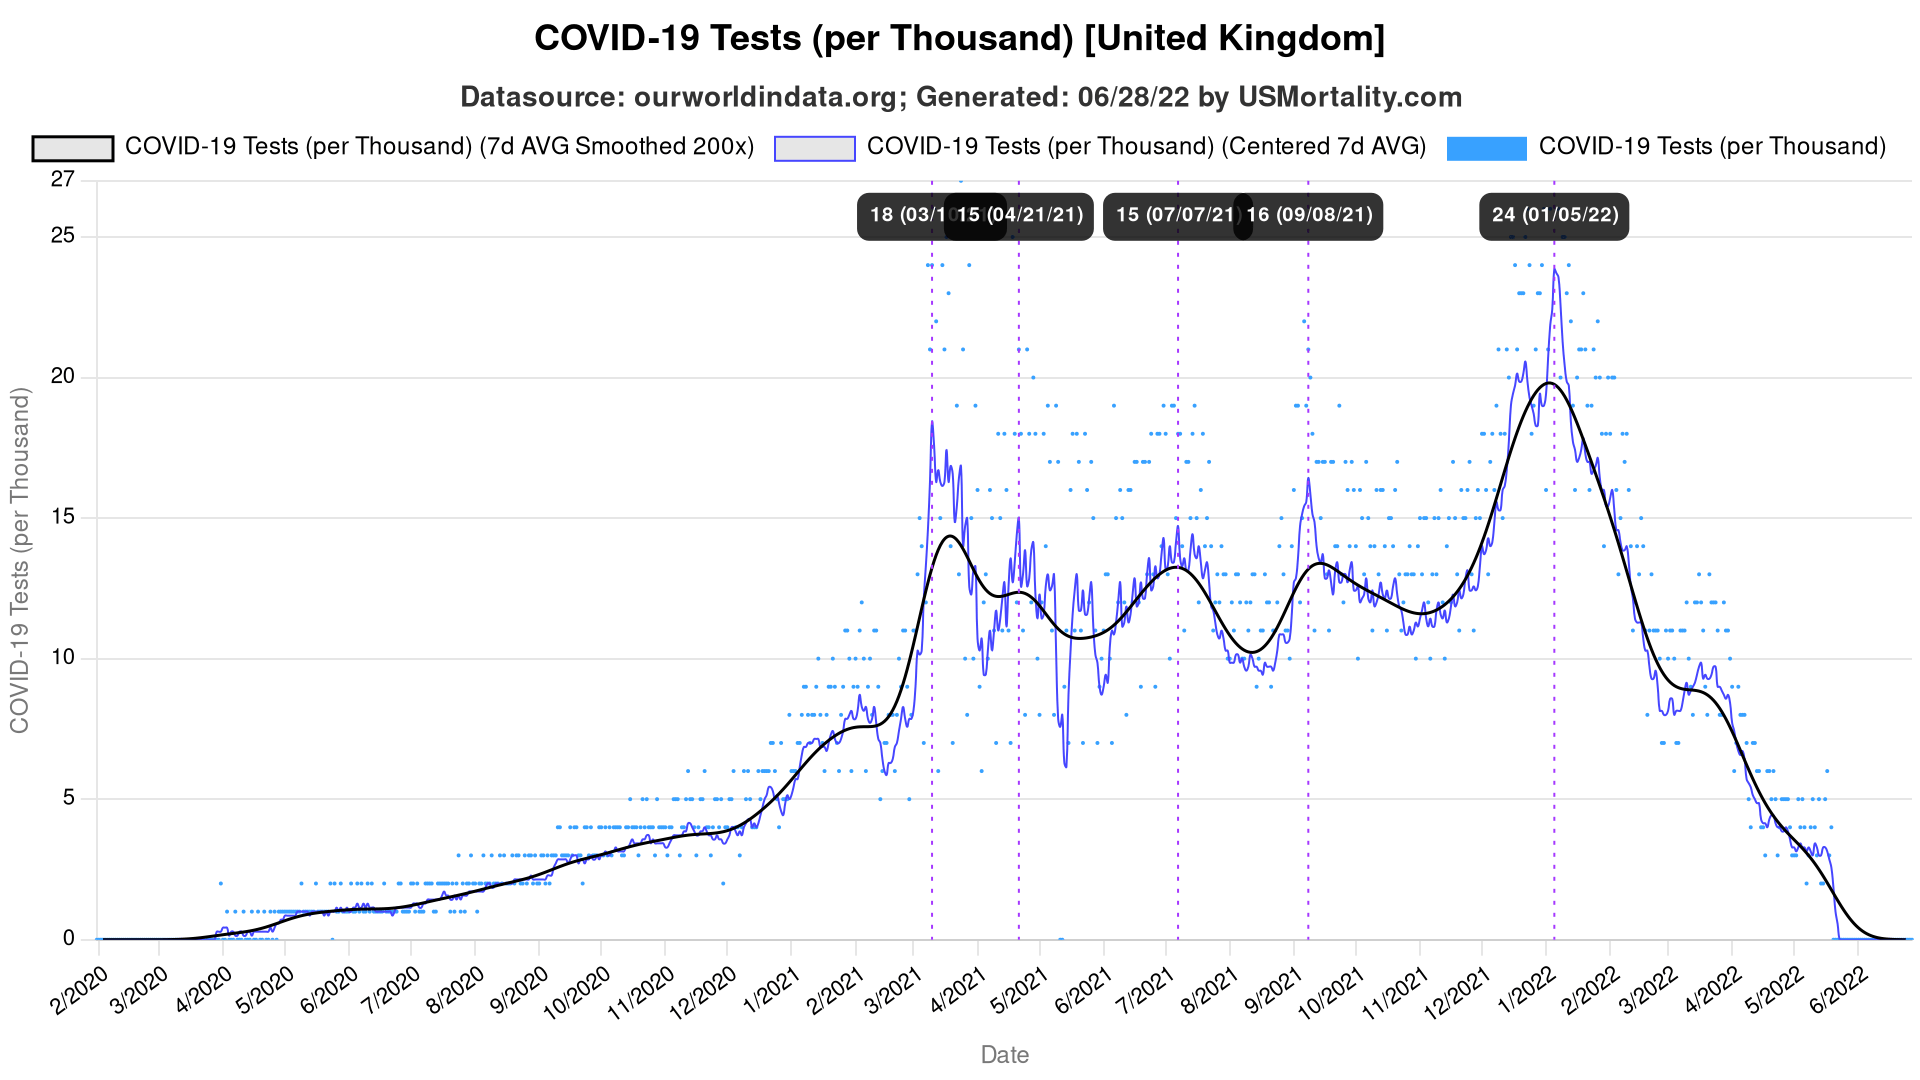 COVID-19 Tests (per Thousand) [United Kingdom]
Datasource: ourworldindata.org; Generated: 06/28/22 by USMortality.com
COVID-19 Tests (per Thousand) (7d AVG Smoothed 200x) COVID-19 Tests (per Thousand) (Centered 7d AVG) COVID-19 Tests (per Thousand)
27
18 (03/10 15 (04/21/21) 15 (07/07/21) 16 (09/08/21) 24 (01/05/22)
25
20
15
10
5
0
COVID-19 Tests (per Thousand)
2/2020 3/2020 4/2020 5/2020 6/2020 7/2020 8/2020 9/2020 10/2020 11/2020 12/2020 1/2021 2/2021 3/2021 4/2021 5/2021 6/2021 7/2021 8/2021 9/2021 10/2021 11/2021 12/2021 1/2022 2/2022 3/2022 4/2022 5/2022 6/2022
Date